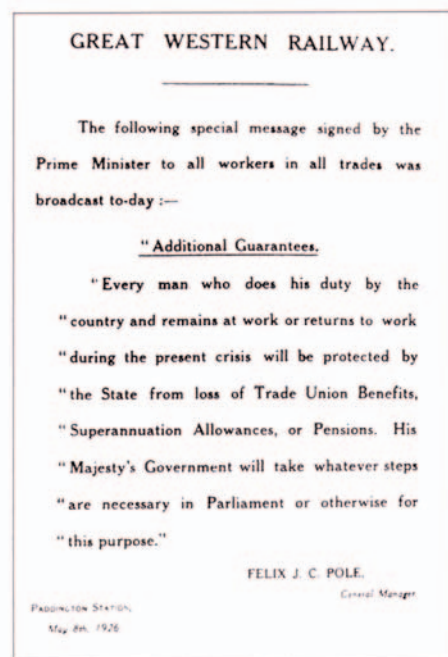 GREAT WESTERN RAILWAY.
The following special message signed by the
Prime Minister to all workers in all trades was
broadcast to-day :—
"Additional Guarantees.
"Every man who does his duty by the
"country and remains at work or returns to work
"during the present crisis will be protected by
"the State from loss of Trade Union Benefits,
"Superannuation Allowances, or Pensions. His
"Majesty's Government will take whatever steps
"are necessary in Parliament or otherwise for
"this purpose."
FELIX J. C. POLE,
General Manager.
PADDINGTON STATION,
May 8th, 1926